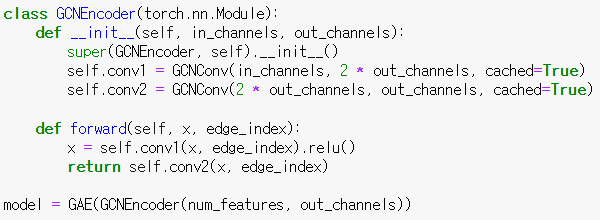 class GCNEncoder(torch.nn.Module):
    def __init__(self, in_channels, out_channels):
        super(GCNEncoder, self).__init__()
        self.conv1 = GCNConv(in_channels, 2 * out_channels, cached=True)
        self.conv2 = GCNConv(2 * out_channels, out_channels, cached=True)

    def forward(self, x, edge_index):
        x = self.conv1(x, edge_index).relu()
        return self.conv2(x, edge_index)

model = GAE(GCNEncoder(num_features, out_channels))